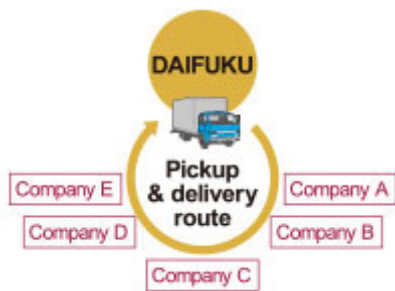 DAIFUKU
Pickup
& delivery
route
Company E
Company A
Company D
Company B
Company C